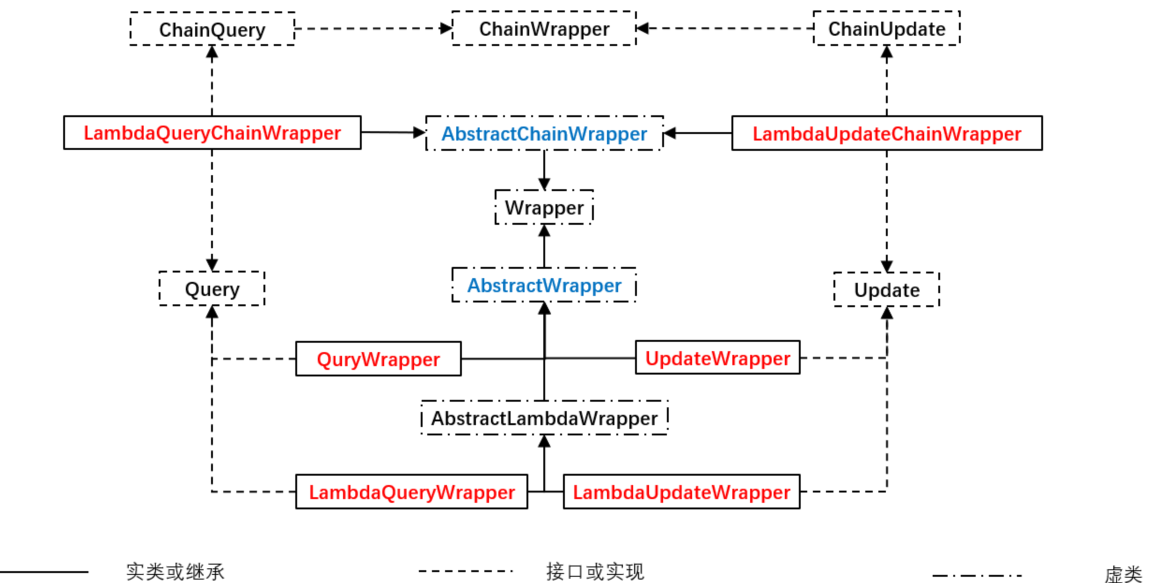 ChainQuery ChainWrapper ChainUpdate
LambdaQueryChainWrapper AbstractChainWrapper LambdaUpdateChainWrapper
Wrapper
Query AbstractWrapper Update
QuryWrapper UpdateWrapper
AbstractLambdaWrapper
LambdaQueryWrapper LambdaUpdateWrapper
实类或继承 接口或实现 虚类